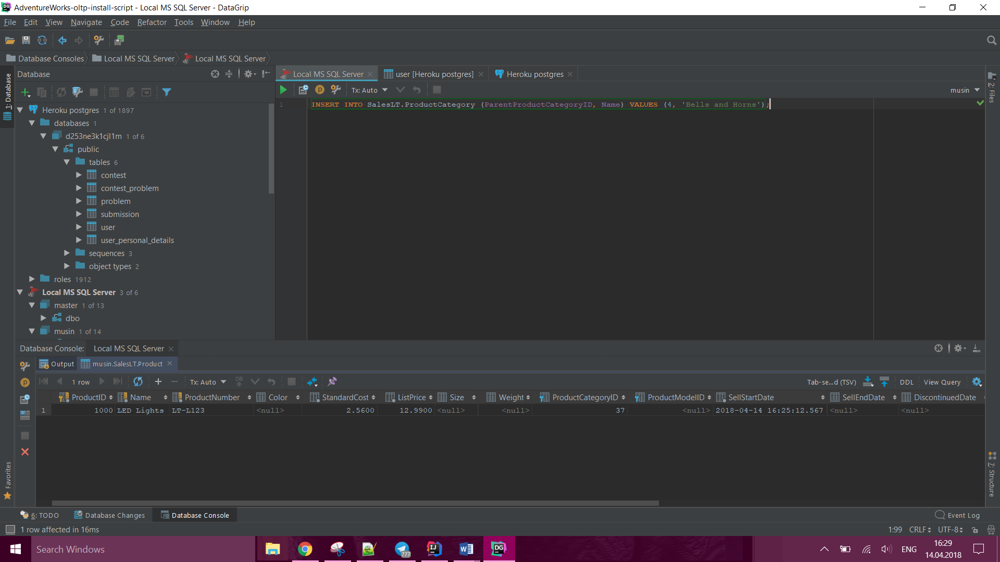 AdventureWorks-oltp-install-script - Local MS SQL Server - DataGrip
File Edit View Navigate Code Refactor Tools Window Help
Database Consoles Local MS SQL Server Local MS SQL Server
1: Database
Database
Local MS SQL Server user [Heroku postgres] Heroku postgres
Tx: Auto musin
2: Files
1 INSERT INTO SalesLT.ProductCategory (ParentProductCategoryID, Name) VALUES (4, 'Bells and Horns');
Heroku postgres 1 of 1897
databases 1
d253ne3k1cjl1m 1 of 6
public
tables 6
contest
contest_problem
problem
submission
user
user_personal_details
sequences 3
object types 2
roles 1912
Local MS SQL Server 3 of 6
master 1 of 13
dbo
musin 1 of 14
Database Console: Local MS SQL Server
Output musin.SalesLT.Product
1 row Tx: Auto DB Tab-se...d (TSV) DDL View Query
ProductID Name ProductNumber Color StandardCost ListPrice Size Weight ProductCategoryID ProductModelID SellStartDate SellEndDate DiscontinuedDate
1 1000 LED Lights LT-L123 <null> 2.5600 12.9900 <null> <null> 37 <null> 2018-04-14 16:25:12.567 <null> <null>
Favorites
7: Structure
6: TODO Database Changes Database Console Event Log
1 row affected in 16ms 1:99 CRLF UTF-8
Search Windows 777 ENG 16:29
14.04.2018